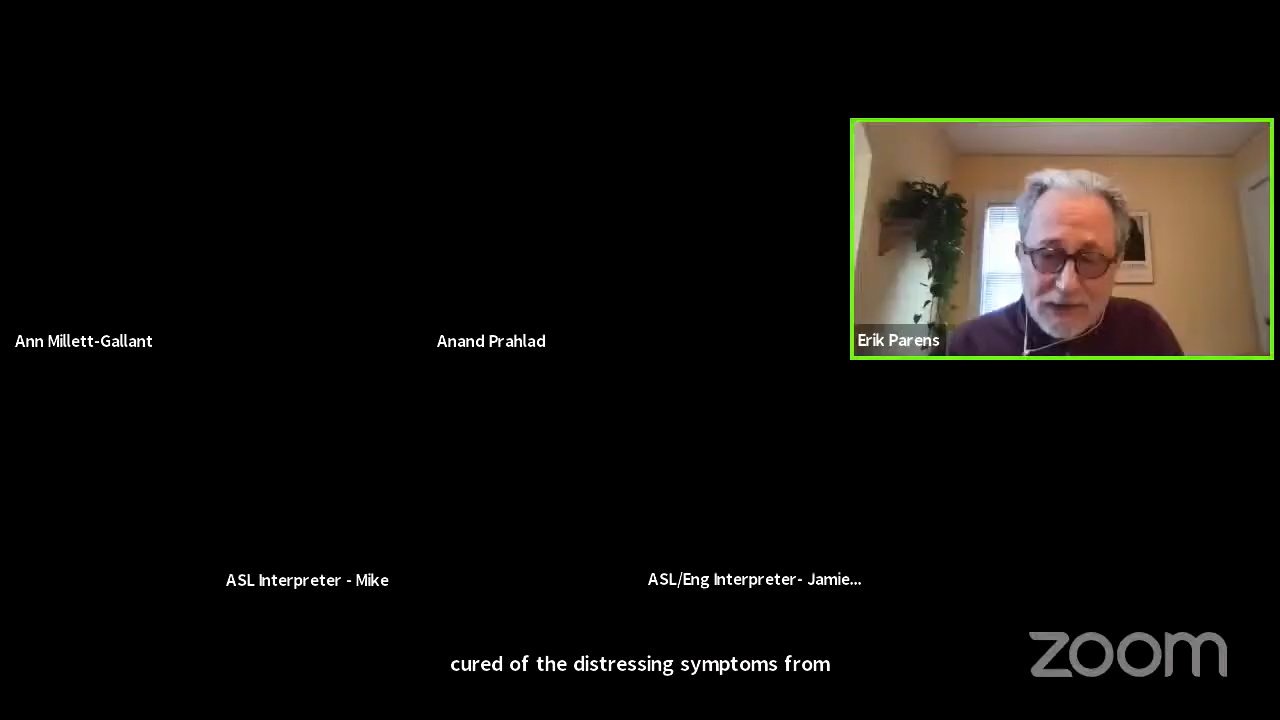 Ann Millett-Gallant
Anand Prahlad
Erik Parens
ASL Interpreter - Mike
ASL/Eng Interpreter- Jamie...
cured of the distressing symptoms from
zoom